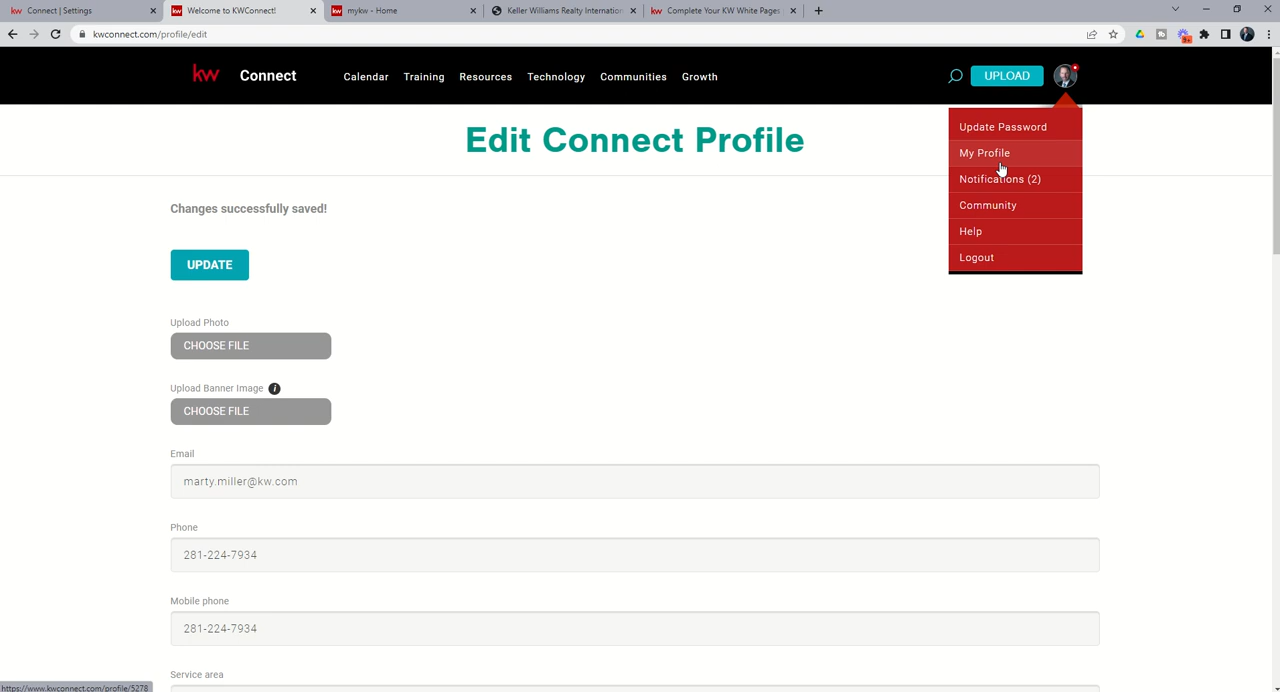 Connect | Settings
Welcome to KWConnect!
mykw - Home
Keller Williams Realty Internation
Complete Your KW White Pages
kwconnect.com/profile/edit
kw Connect Calendar Training Resources Technology Communities Growth UPLOAD
Update Password
My Profile
Notifications (2)
Community
Help
Logout
Edit Connect Profile
Changes successfully saved!
UPDATE
Upload Photo
CHOOSE FILE
Upload Banner Image i
CHOOSE FILE
Email
marty.miller@kw.com
Phone
281-224-7934
Mobile phone
281-224-7934
Service area
https://www.kwconnect.com/profile/5278